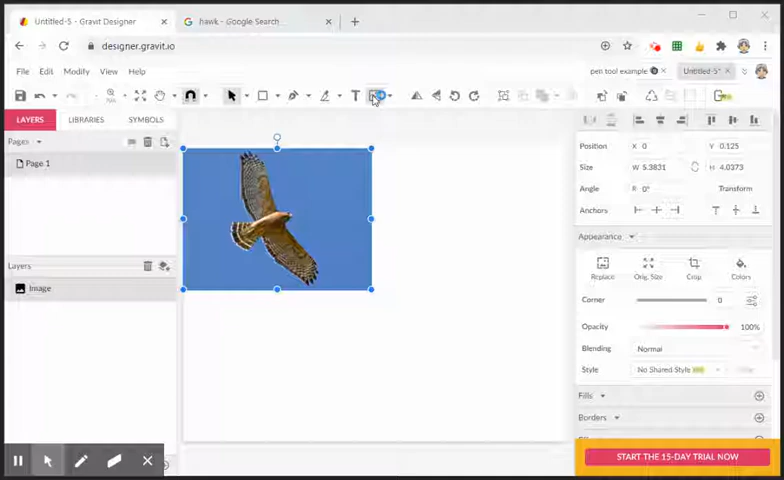 Untitled-5 - Gravit Designer × hawk - Google Search... × +
designer.gravit.io
File Edit Modify View Help
pen tool example × Untitled-5* ×
T
LAYERS LIBRARIES SYMBOLS
Pages
Page 1
Layers
Image
Position X 0 Y 0.125
Size W 5.3831 H 4.0373
Angle R 0° Transform
Anchors
Appearance
Replace Orig. Size Crop Colors
Corner 0
Opacity 100%
Blending Normal
Style No Shared Style
Fills
Borders
START THE 15-DAY TRIAL NOW